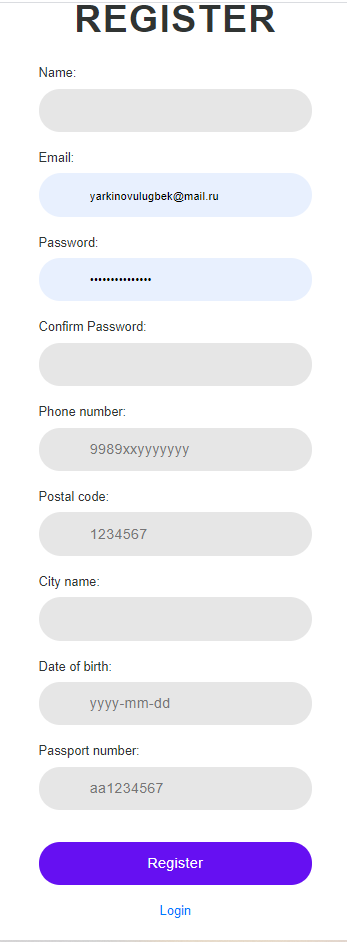 REGISTER
Name:
Email:
yarkinovulugbek@mail.ru
Password:
•••••••••••••••
Confirm Password:
Phone number:
9989xxyyyyyyy
Postal code:
1234567
City name:
Date of birth:
yyyy-mm-dd
Passport number:
aa1234567
Register
Login